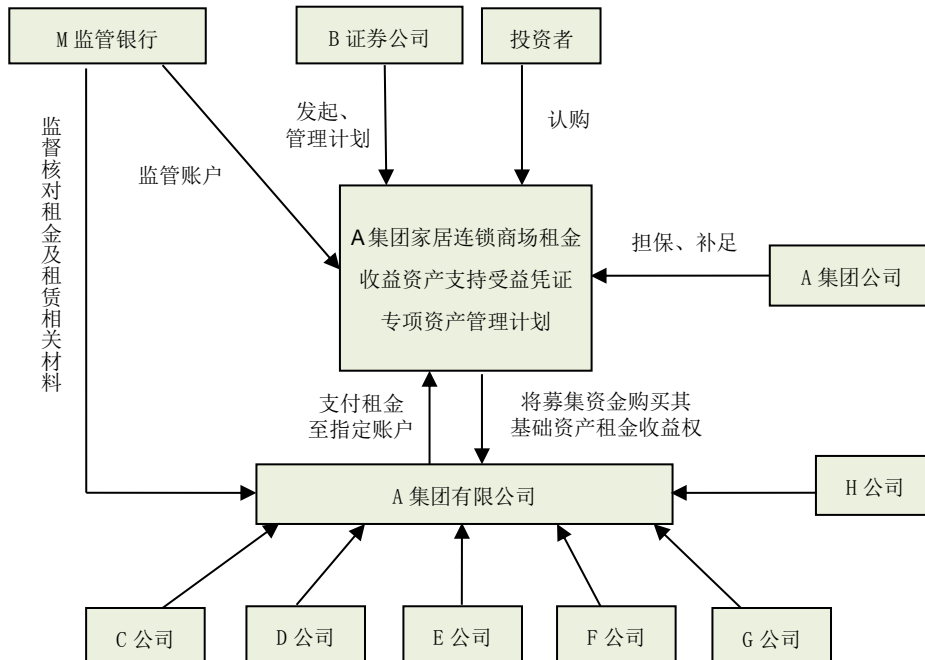 M 监管银行
B 证券公司
投资者
发起、
管理计划
认购
监督核对租金及租赁相关材料
监管账户
A集团家居连锁商场租金
收益资产支持受益凭证
专项资产管理计划
担保、补足
A 集团公司
支付租金
至指定账户
将募集资金购买其
基础资产租金收益权
A 集团有限公司
H 公司
C 公司
D 公司
E 公司
F 公司
G 公司